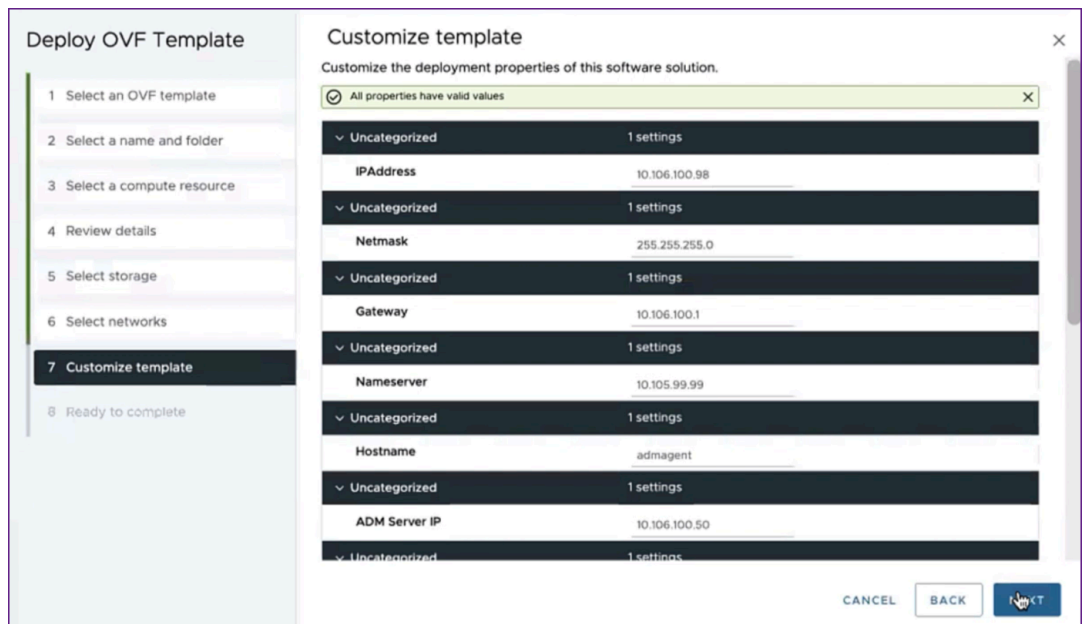 Deploy OVF Template
1 Select an OVF template
2 Select a name and folder
3 Select a compute resource
4 Review details
5 Select storage
6 Select networks
7 Customize template
8 Ready to complete
Customize template
Customize the deployment properties of this software solution.
All properties have valid values
Uncategorized 1 settings
IPAddress 10.106.100.98
Uncategorized 1 settings
Netmask 255.255.255.0
Uncategorized 1 settings
Gateway 10.106.100.1
Uncategorized 1 settings
Nameserver 10.105.99.99
Uncategorized 1 settings
Hostname admagent
Uncategorized 1 settings
ADM Server IP 10.106.100.50
Uncategorized 1 settings
CANCEL BACK NEXT